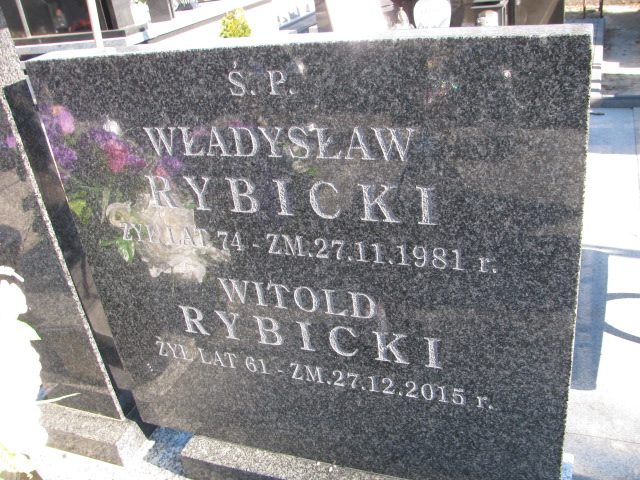 Ś. P.
WŁADYSŁAW
RYBICKI
ŻYŁ LAT 74 - ZM.27.11.1981 r.
WITOLD
RYBICKI
ŻYŁ LAT 61 - ZM.27.12.2015 r.